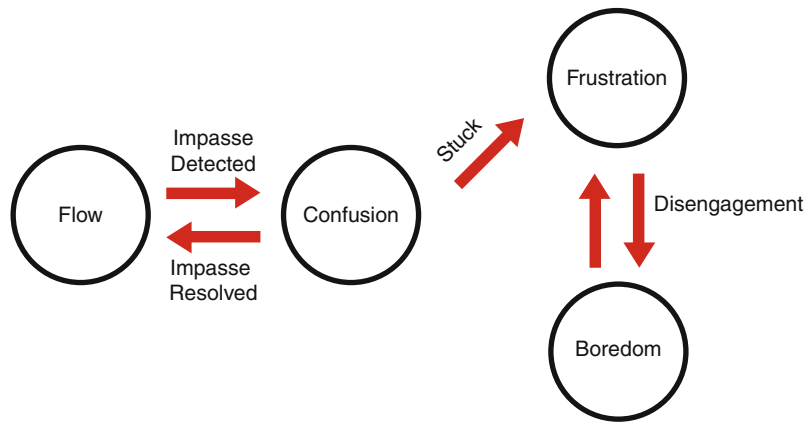 Frustration
Impasse
Detected
Stuck
Flow
Confusion
Disengagement
Impasse
Resolved
Boredom